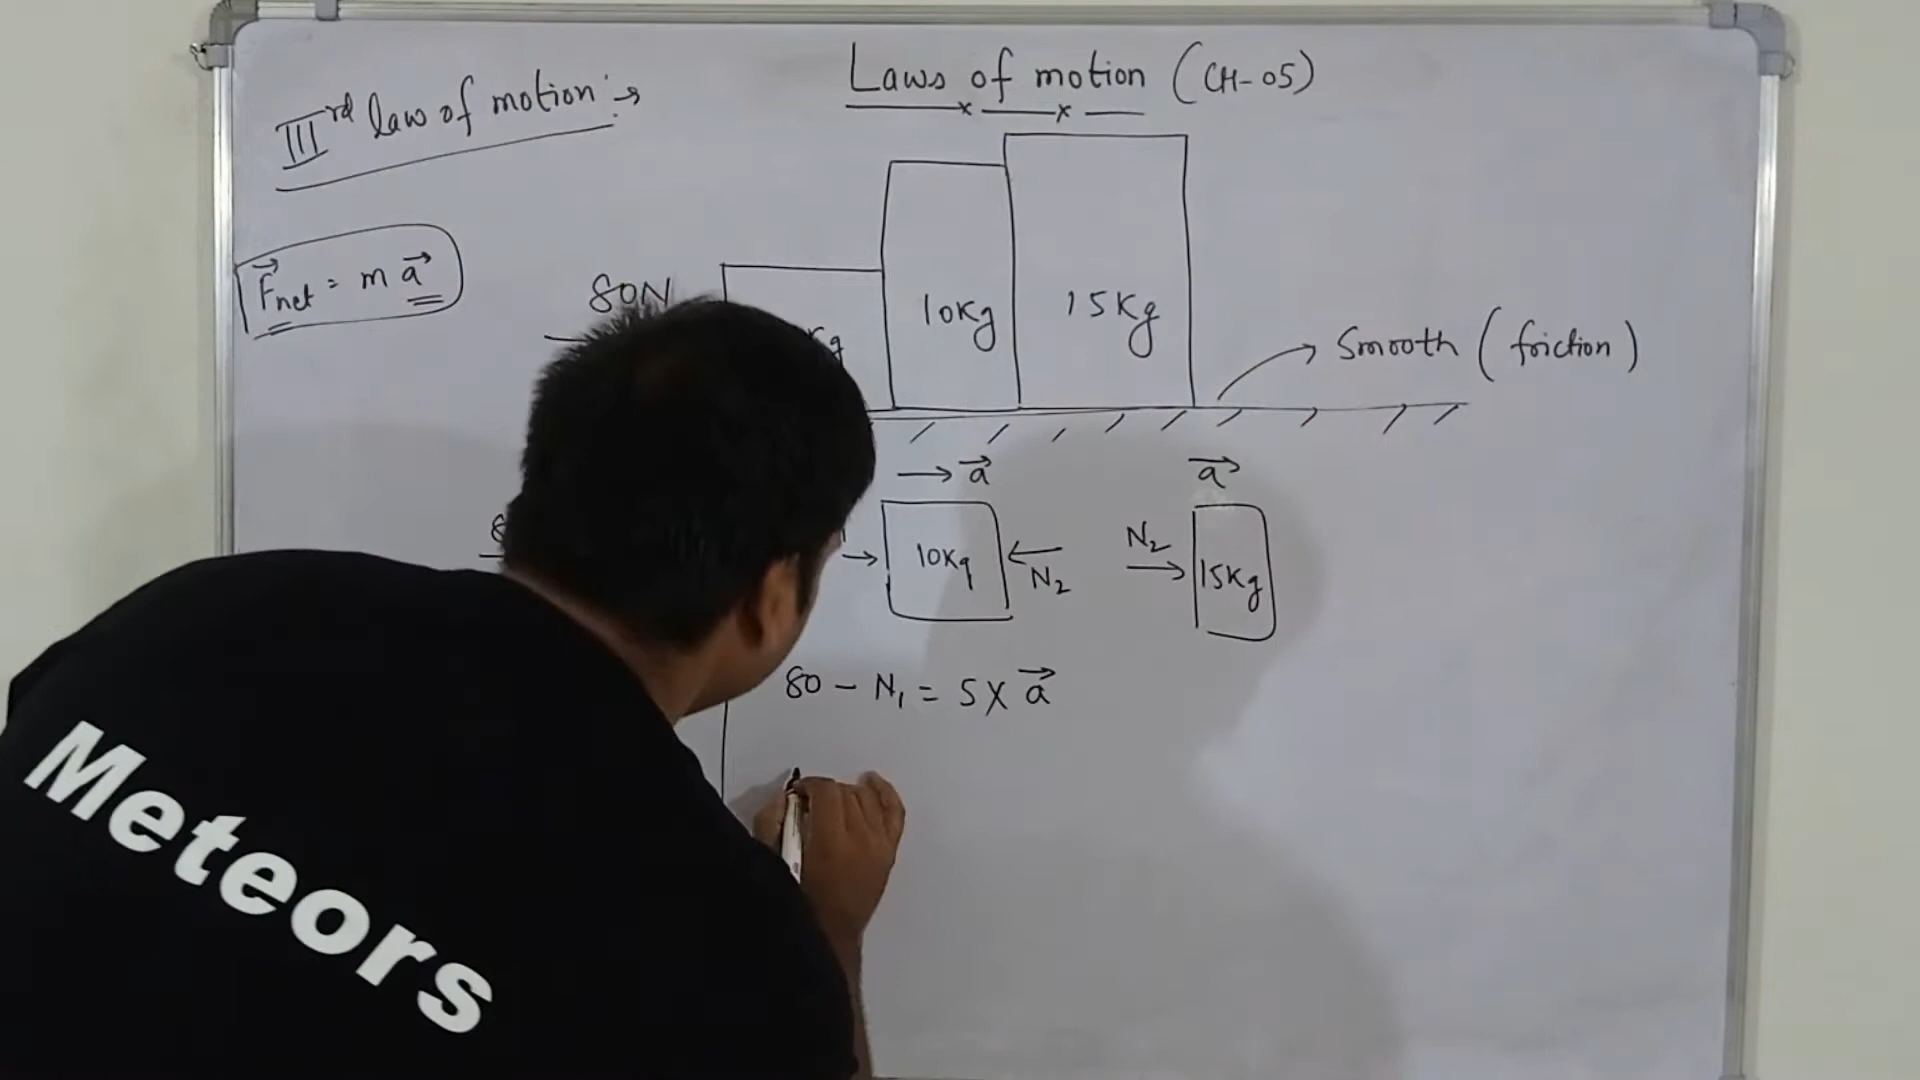 Laws of motion (CH-05)
IIIrd law of motion :→
F⃗net = m a⃗
80N
10Kg
15Kg
Smooth (friction)
→ a⃗
a⃗
10Kg
N₂
N₂
15Kg
80 − N₁ = 5 X a⃗
Meteors